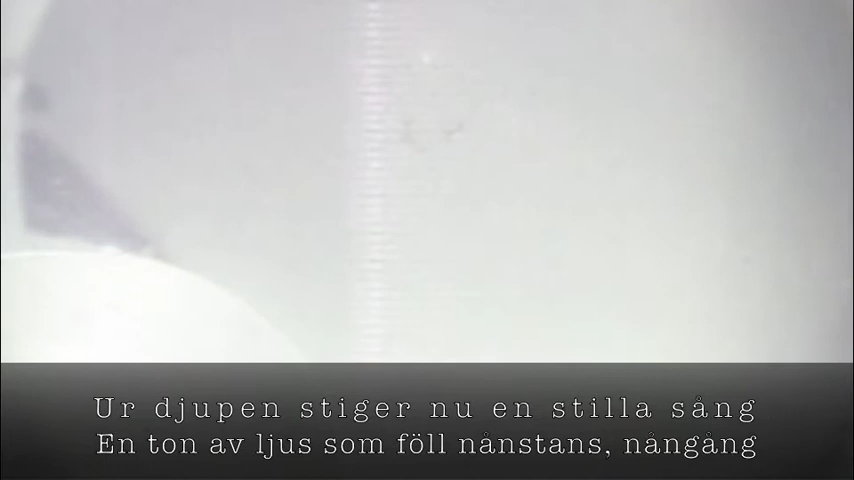 Ur djupen stiger nu en stilla sång
En ton av ljus som föll nånstans, nångång